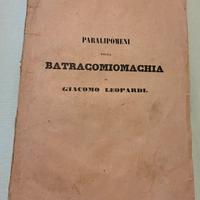 PARALIPOMENI
DELLA
BATRACOMIOMACHIA
DI
GIACOMO LEOPARDI.